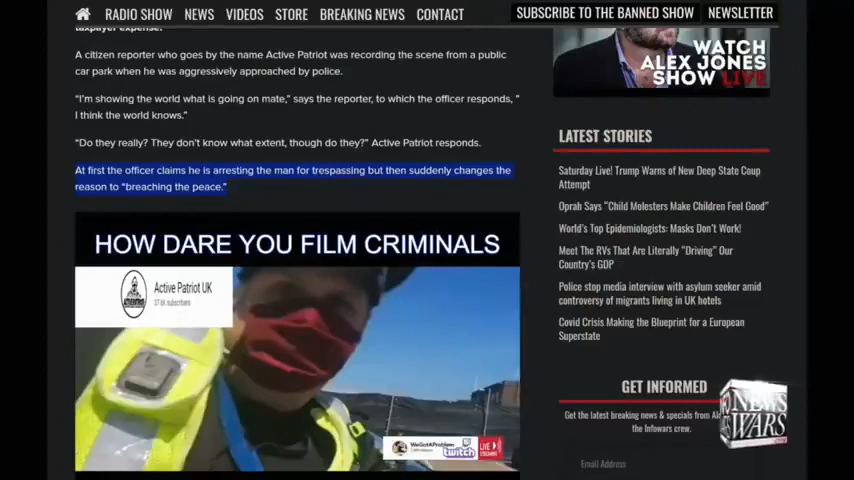 RADIO SHOW NEWS VIDEOS STORE BREAKING NEWS CONTACT
SUBSCRIBE TO THE BANNED SHOW NEWSLETTER
taxpayer expense.
A citizen reporter who goes by the name Active Patriot was recording the scene from a public
car park when he was aggressively approached by police.
“I’m showing the world what is going on mate,” says the reporter, to which the officer responds, “
I think the world knows.”
“Do they really? They don’t know what extent, though do they?” Active Patriot responds.
At first the officer claims he is arresting the man for trespassing but then suddenly changes the
reason to “breaching the peace.”
HOW DARE YOU FILM CRIMINALS
Active Patriot UK
subscribers
WeGotAProblem
twitch
LIVE
WATCH
ALEX JONES
SHOW LIVE
LATEST STORIES
Saturday Live! Trump Warns of New Deep State Coup
Attempt
Oprah Says “Child Molesters Make Children Feel Good”
World’s Top Epidemiologists: Masks Don’t Work!
Meet The RVs That Are Literally “Driving” Our
Country’s GDP
Police stop media interview with asylum seeker amid
controversy of migrants living in UK hotels
Covid Crisis Making the Blueprint for a European
Superstate
GET INFORMED
Get the latest breaking news & specials from
the Infowars crew.
Email Address
NEWS
WARS